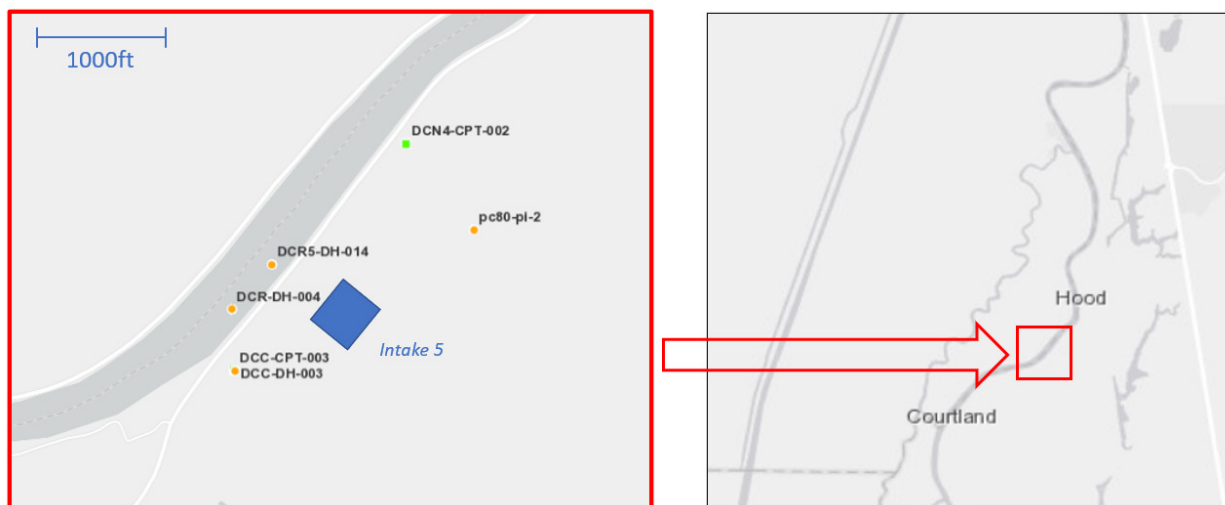 1000ft
DCN4-CPT-002
pc80-pi-2
DCR5-DH-014
DCR-DH-004
Intake 5
DCC-CPT-003
DCC-DH-003
Hood
Courtland